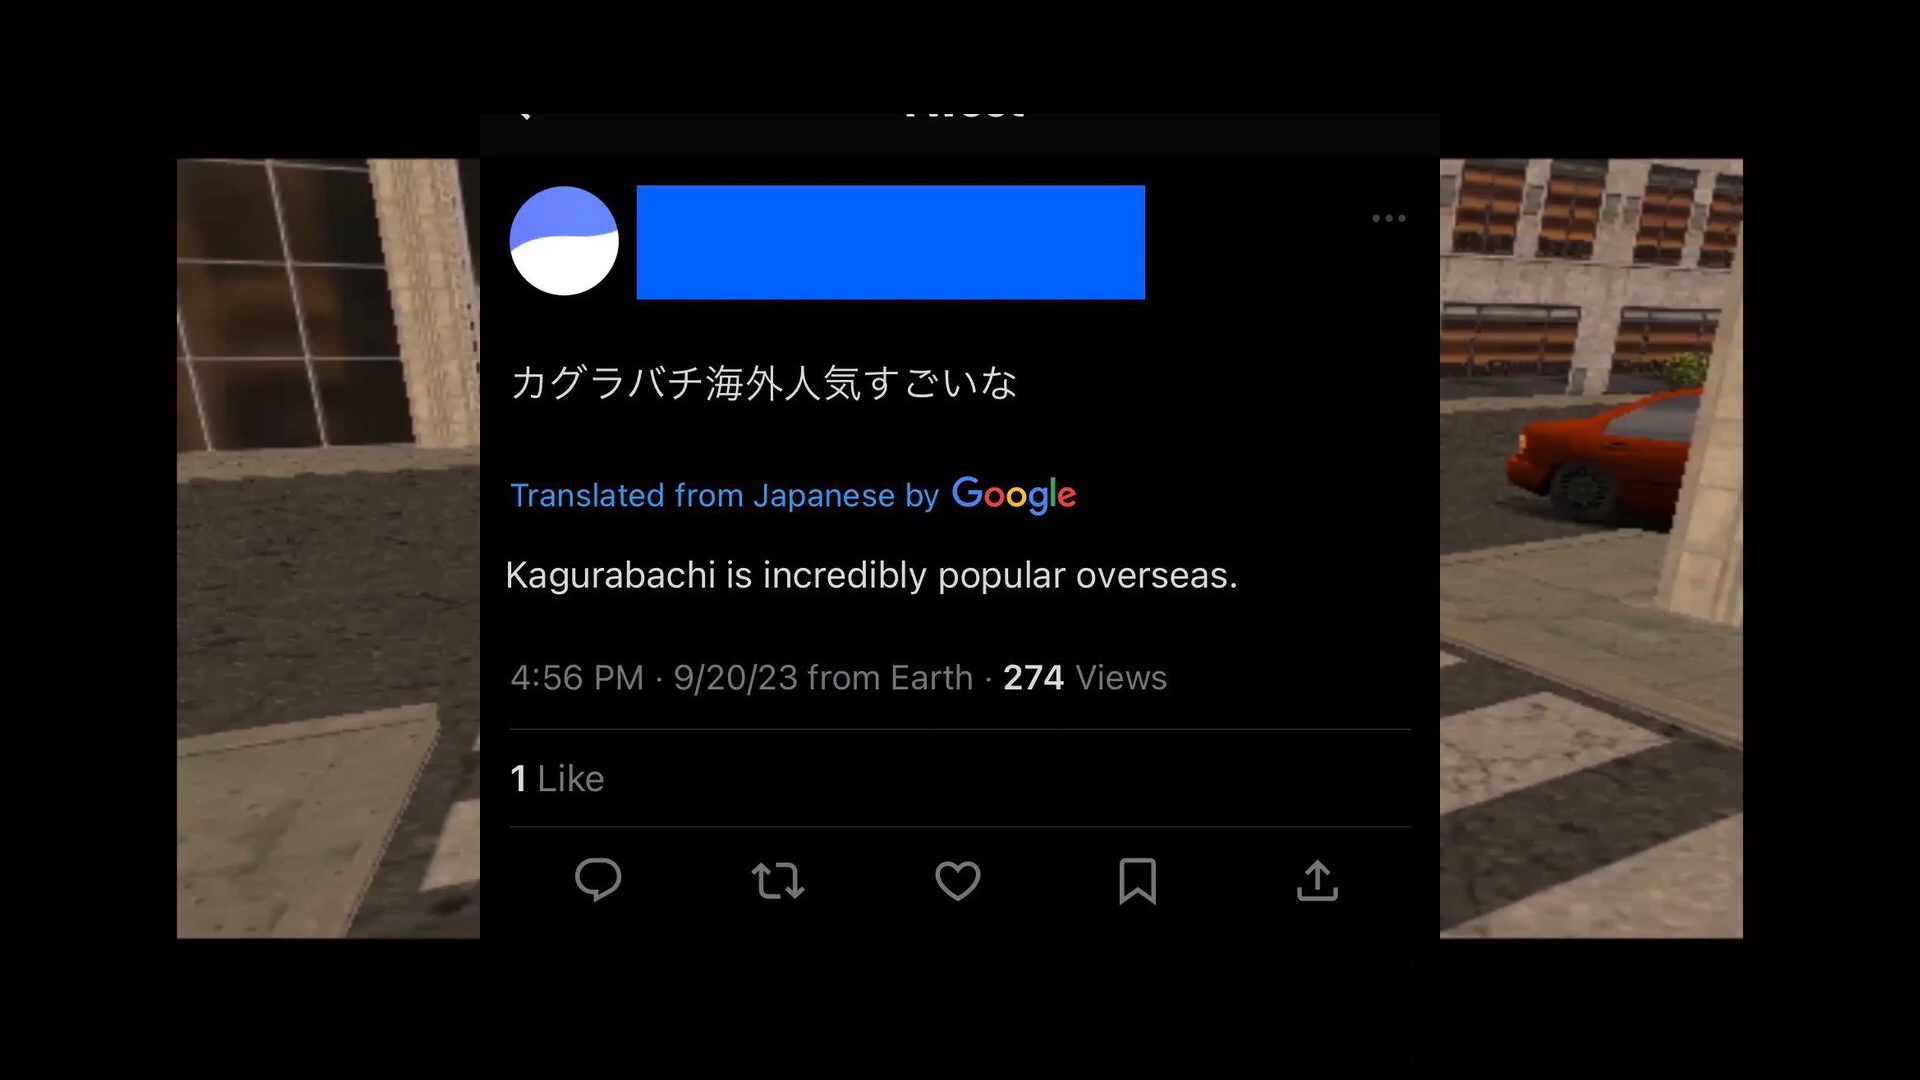 Tweet
カグラバチ海外人気すごいな
Translated from Japanese by Google
Kagurabachi is incredibly popular overseas.
4:56 PM · 9/20/23 from Earth · 274 Views
1 Like